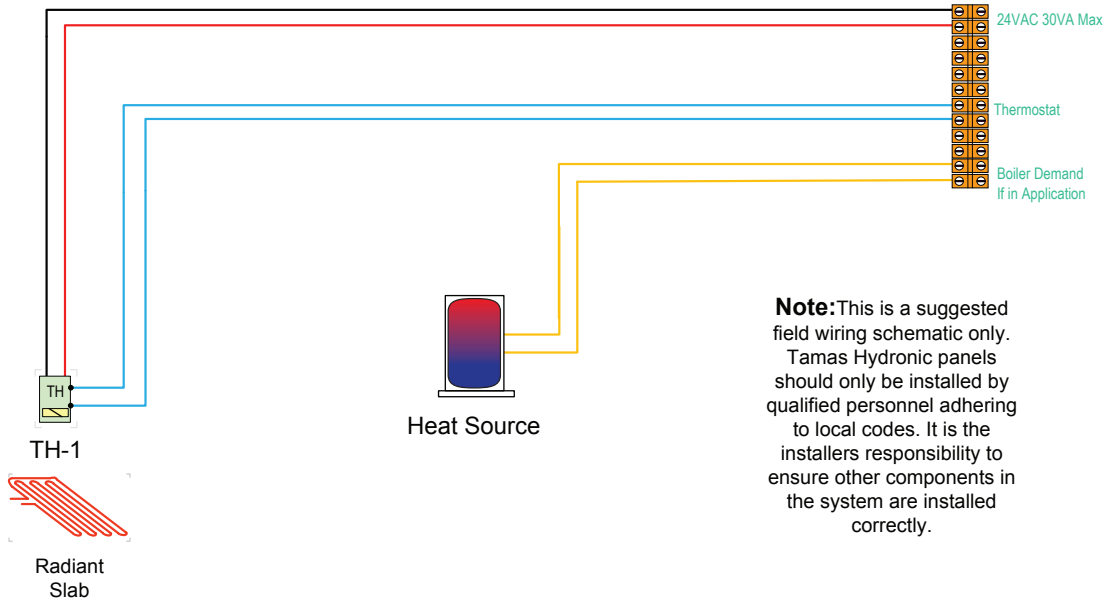 24VAC 30VA Max
Thermostat
Boiler Demand
If in Application
TH
TH-1
Radiant
Slab
Heat Source
Note:This is a suggested
field wiring schematic only.
Tamas Hydronic panels
should only be installed by
qualified personnel adhering
to local codes. It is the
installers responsibility to
ensure other components in
the system are installed
correctly.